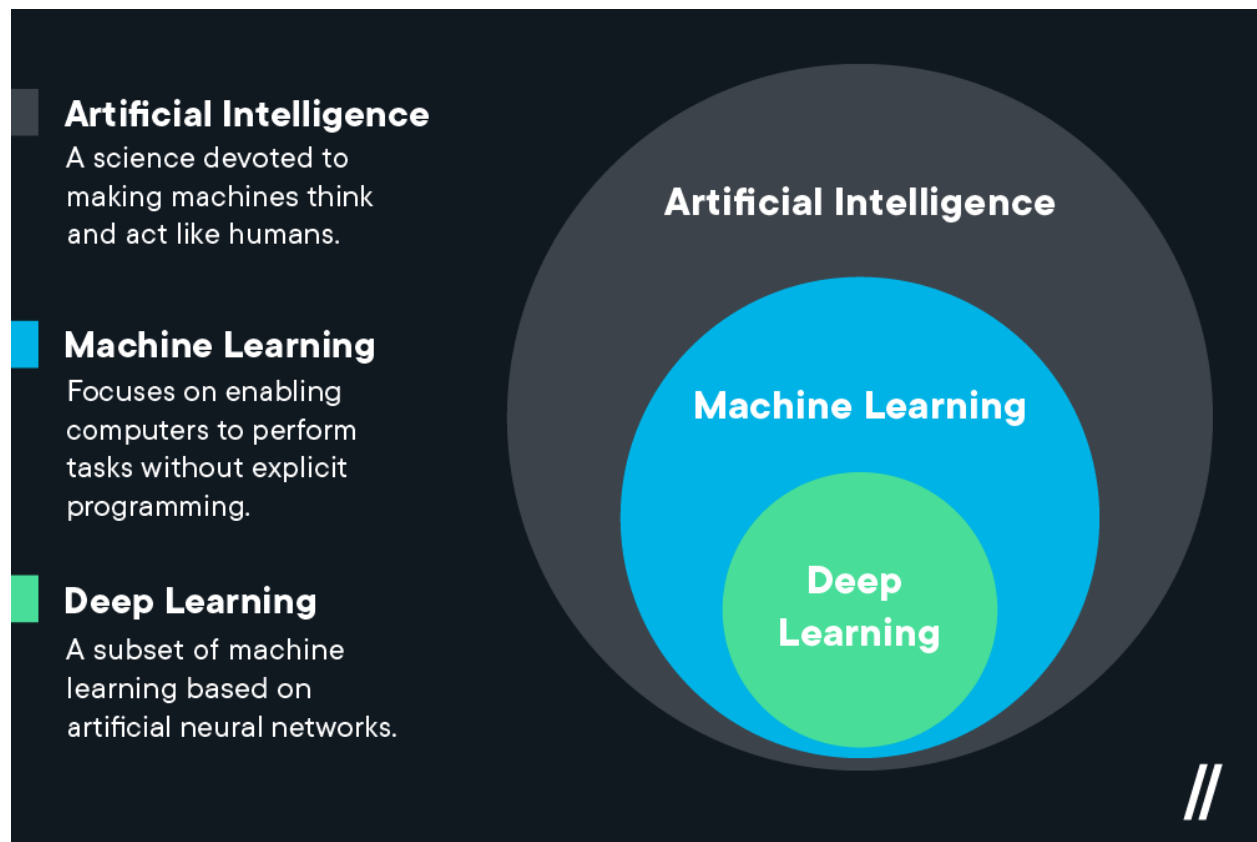 Artificial Intelligence
A science devoted to
making machines think
and act like humans.
Machine Learning
Focuses on enabling
computers to perform
tasks without explicit
programming.
Deep Learning
A subset of machine
learning based on
artificial neural networks.
Artificial Intelligence
Machine Learning
Deep
Learning
//